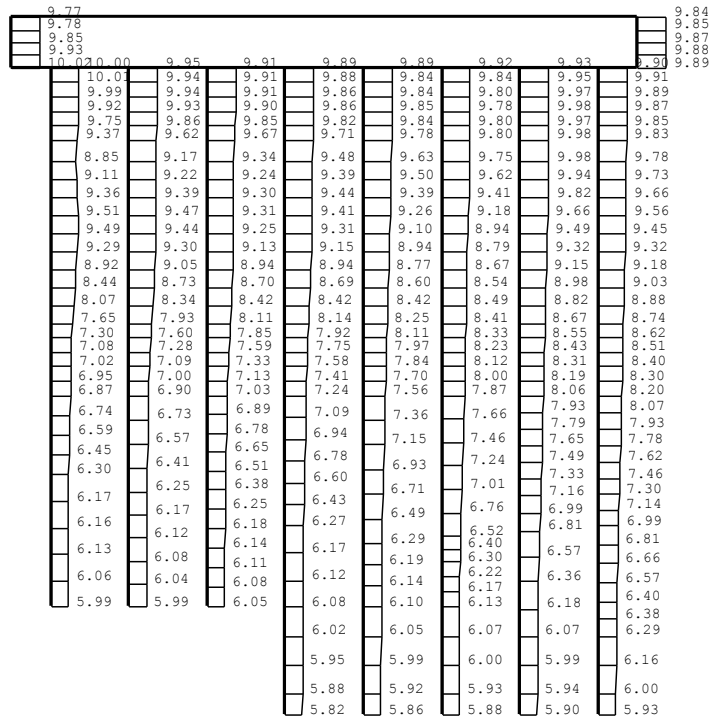 9.77 9.84
9.78 9.85
9.85 9.87
9.93 9.88
10.02 10.00 9.95 9.91 9.89 9.89 9.92 9.93 9.90 9.89
10.01 9.94 9.91 9.88 9.84 9.84 9.95 9.91
9.99 9.94 9.91 9.86 9.84 9.80 9.97 9.89
9.92 9.93 9.90 9.86 9.85 9.78 9.98 9.87
9.75 9.86 9.85 9.82 9.84 9.80 9.97 9.85
9.37 9.62 9.67 9.71 9.78 9.80 9.98 9.83
8.85 9.17 9.34 9.48 9.63 9.75 9.98 9.78
9.11 9.22 9.24 9.39 9.50 9.62 9.94 9.73
9.36 9.39 9.30 9.44 9.39 9.41 9.82 9.66
9.51 9.47 9.31 9.41 9.26 9.18 9.66 9.56
9.49 9.44 9.25 9.31 9.10 8.94 9.49 9.45
9.29 9.30 9.13 9.15 8.94 8.79 9.32 9.32
8.92 9.05 8.94 8.94 8.77 8.67 9.15 9.18
8.44 8.73 8.70 8.69 8.60 8.54 8.98 9.03
8.07 8.34 8.42 8.42 8.42 8.49 8.82 8.88
7.65 7.93 8.11 8.14 8.25 8.41 8.67 8.74
7.30 7.60 7.85 7.92 8.11 8.33 8.55 8.62
7.08 7.28 7.59 7.75 7.97 8.23 8.43 8.51
7.02 7.09 7.33 7.58 7.84 8.12 8.31 8.40
6.95 7.00 7.13 7.41 7.70 8.00 8.19 8.30
6.87 6.90 7.03 7.24 7.56 7.87 8.06 8.20
6.74 6.73 6.89 7.09 7.36 7.66 7.93 8.07
6.59 6.78 7.79 7.93
6.57 6.94 7.15 7.46 7.65 7.78
6.45 6.41 6.65 6.78 6.93 7.24 7.49 7.62
6.30 6.51 6.60 7.33 7.46
6.25 6.38 6.71 7.01 7.16 7.30
6.17 6.17 6.25 6.43 6.49 6.76 6.99 7.14
6.16 6.18 6.27 6.52 6.81 6.99
6.12 6.14 6.29 6.40 6.81
6.13 6.17 6.30 6.57
6.08 6.11 6.19 6.66
6.06 6.04 6.08 6.12 6.14 6.22 6.36 6.57
6.17 6.40
5.99 5.99 6.05 6.08 6.10 6.13 6.18
6.38
6.02 6.05 6.07 6.07 6.29
5.95 5.99 6.00 5.99 6.16
5.88 5.92 5.93 5.94 6.00
5.82 5.86 5.88 5.90 5.93